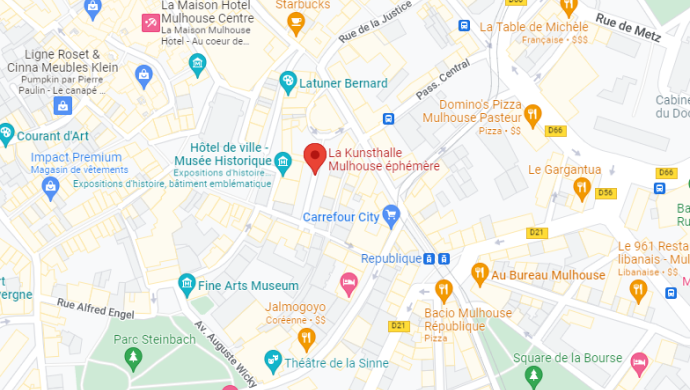 La Maison Hotel
Mulhouse Centre
La Maison Mulhouse
Hotel - Au coeur de...
Starbucks
Rue de la Justice
D66
La Table de Michèle
Française • $$$
Rue de Metz
Ligne Roset &
Cinna Meubles Klein
Pumpkin par Pierre
Paulin - Le canapé ...
Latuner Bernard
Pass. Central
Cabine
du Do
Domino's Pizza
Mulhouse Pasteur
Pizza • $$
D66
Courant d'Art
Impact Premium
Magasin de vêtements
Hôtel de ville -
Musée Historique
Expositions d'histoire...
Expositions d'histoire, bâtiment emblématique
La Kunsthalle
Mulhouse éphémère
Le Gargantua
D56
Ba
Ru
Carrefour City
D21
Republique
Le 961 Resta
libanais - Mul
Libanaise • $$
Au Bureau Mulhouse
Fine Arts Museum
rt
vergne
Rue Alfred Engel
Jalmogoyo
Coréenne • $$
Bacio Mulhouse
République
Pizza
D21
Parc Steinbach
Av. Auguste Wicky
Théâtre de la Sinne
Square de la Bourse